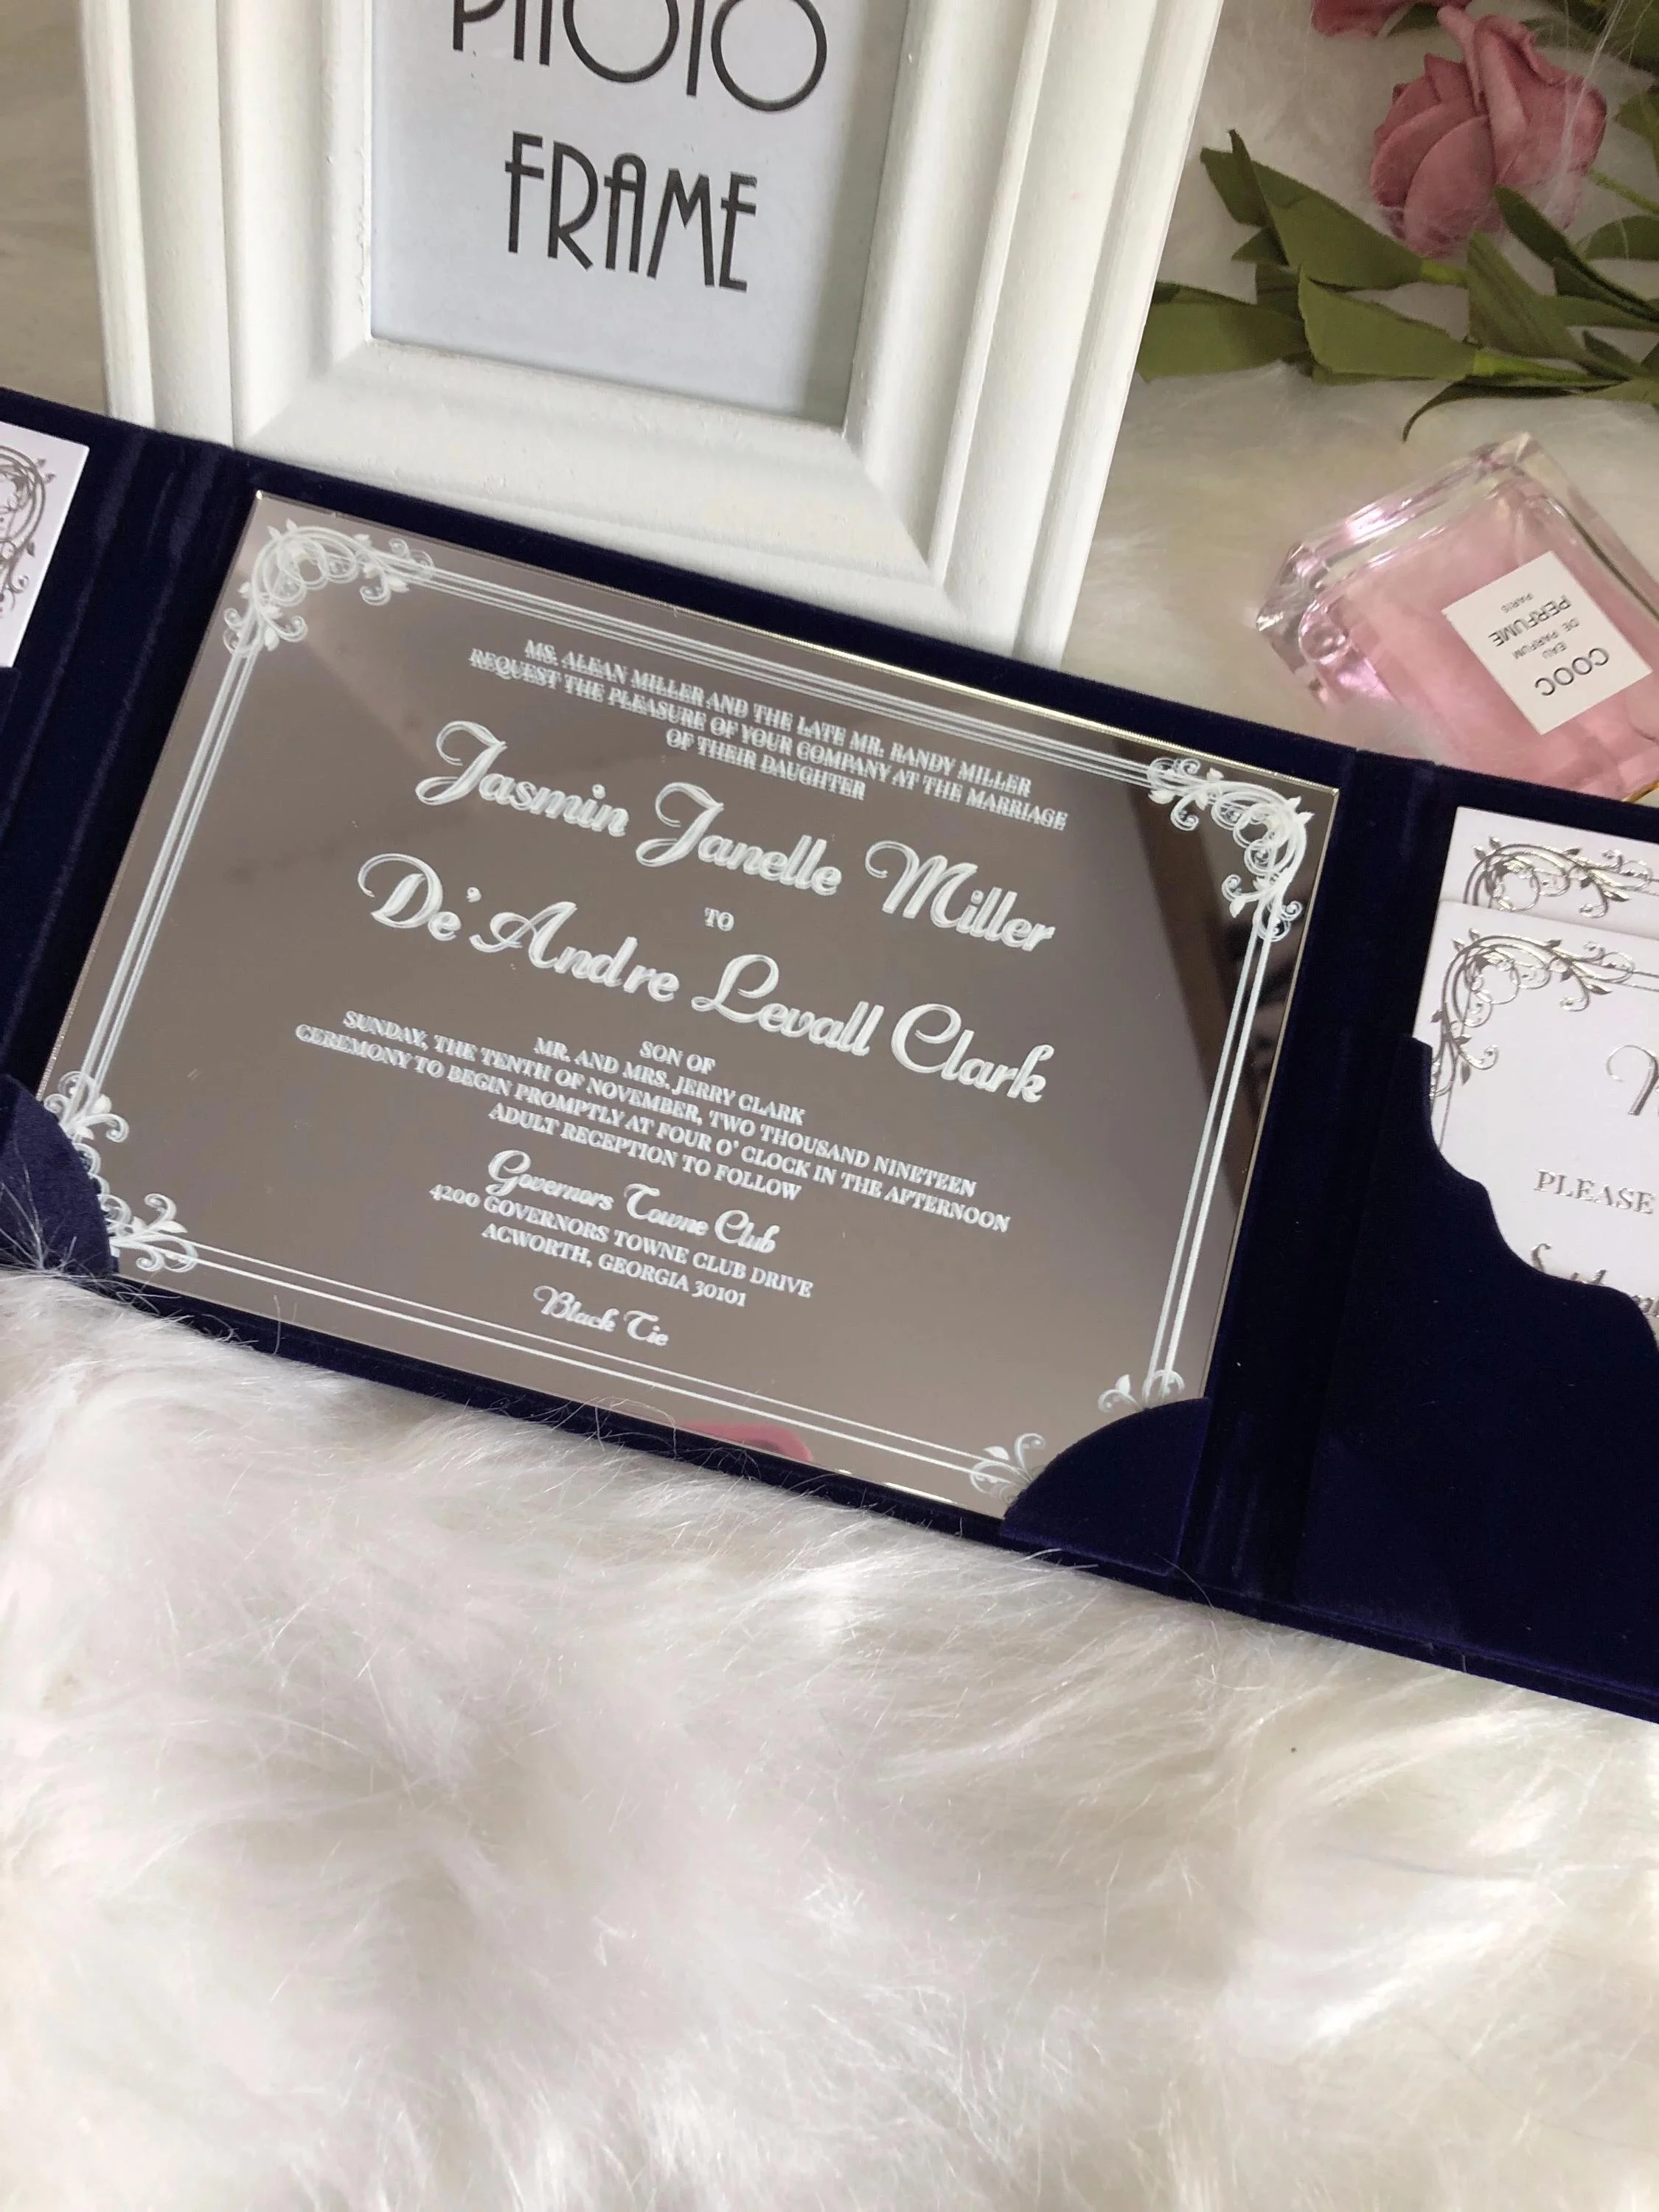 PHOTO
FRAME
MS. ALEAN MILLER AND THE LATE MR. RANDY MILLER
REQUEST THE PLEASURE OF YOUR COMPANY AT THE MARRIAGE
OF THEIR DAUGHTER
Jasmin Janelle Miller
TO
De'Andre Levall Clark
SON OF
MR. AND MRS. JERRY CLARK
SUNDAY, THE TENTH OF NOVEMBER, TWO THOUSAND NINETEEN
CEREMONY TO BEGIN PROMPTLY AT FOUR O' CLOCK IN THE AFTERNOON
ADULT RECEPTION TO FOLLOW
Governors Towne Club
4200 GOVERNORS TOWNE CLUB DRIVE
ACWORTH, GEORGIA 30101
Black Tie
COOC
EAU
DE PARFUM
PERFUME
PARIS
PLEASE